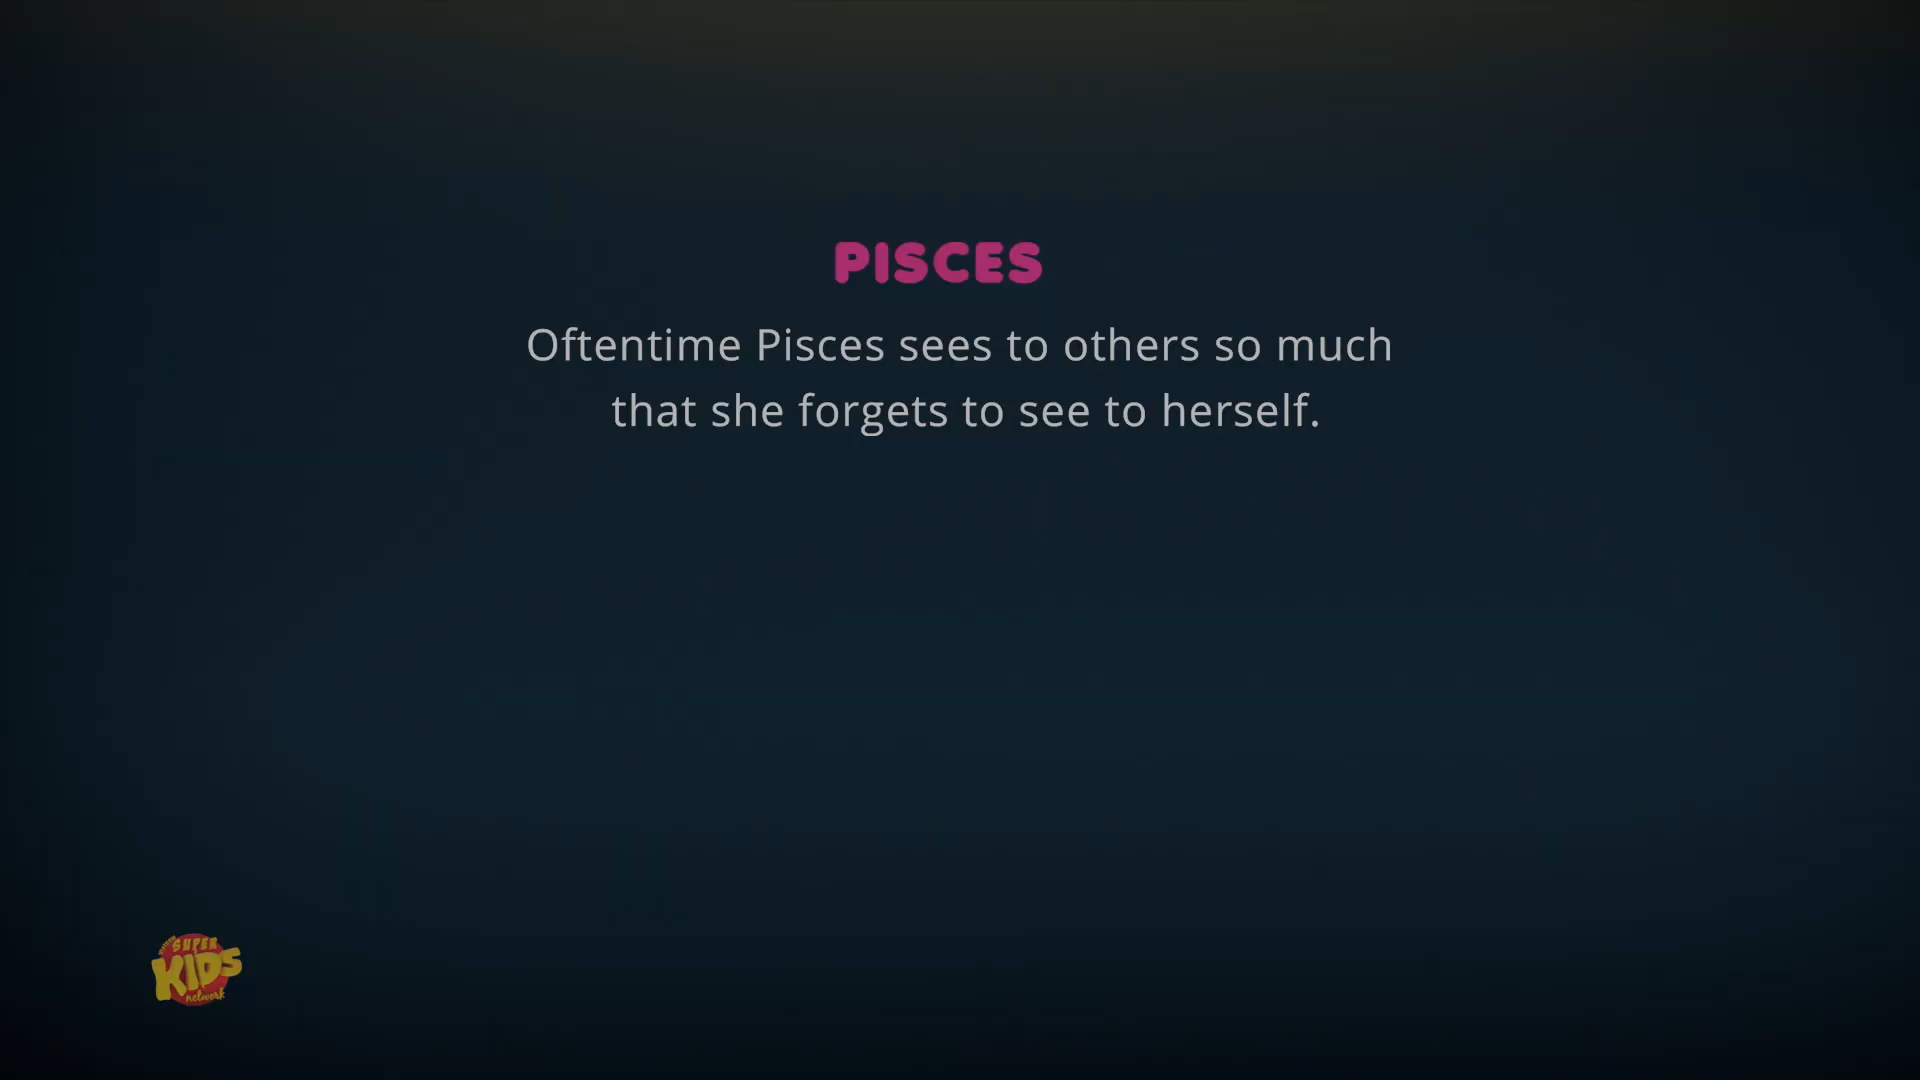 PISCES
Oftentime Pisces sees to others so much
that she forgets to see to herself.
SUPER
KIDS
network